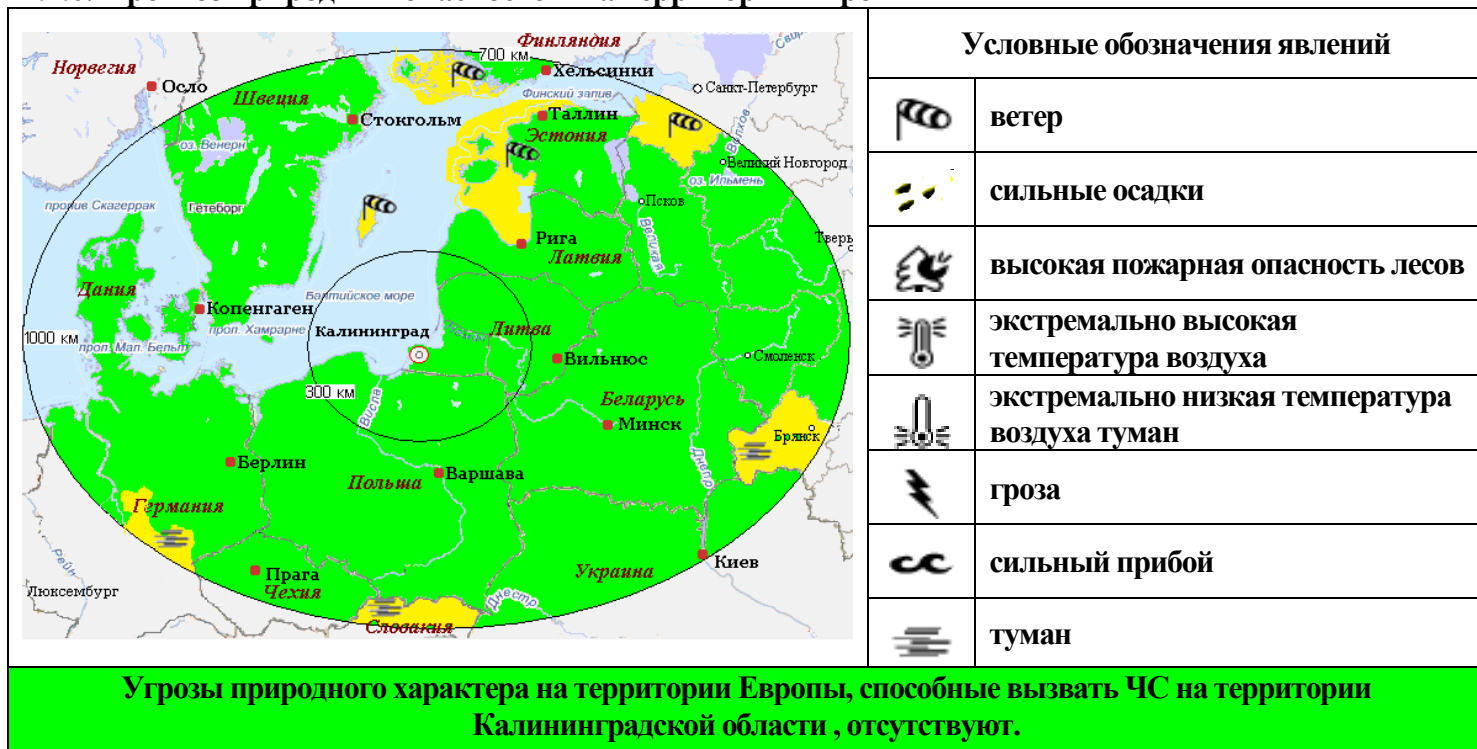 Условные обозначения явлений
ветер
сильные осадки
высокая пожарная опасность лесов
экстремально высокая
температура воздуха
экстремально низкая температура
воздуха туман
гроза
сильный прибой
туман
Финляндия
700 км
Норвегия
Хельсинки
Осло
Санкт-Петербург
Швеция
Финский запив
Стокгольм
Таллин
Эстония
Волхов
оз. Венерн
Великий Новгород
оз. Ильмень
пролив Скагеррак
Гётеборг
Псков
Великая
Рига
Тверь
Латвия
Дания
Балтийское море
Копенгаген
прол. Хамрарне
Калининград
Литва
1000 км
прол. Мал. Бельт
Вильнюс
Смоленск
300 км
Висла
Беларусь
Минск
Брянск
Днепр
Берлин
Варшава
Польша
Германия
Рейн
Киев
Прага
Украина
Чехия
Люксембург
Днестр
Словакия
Угрозы природного характера на территории Европы, способные вызвать ЧС на территории
Калининградской области , отсутствуют.